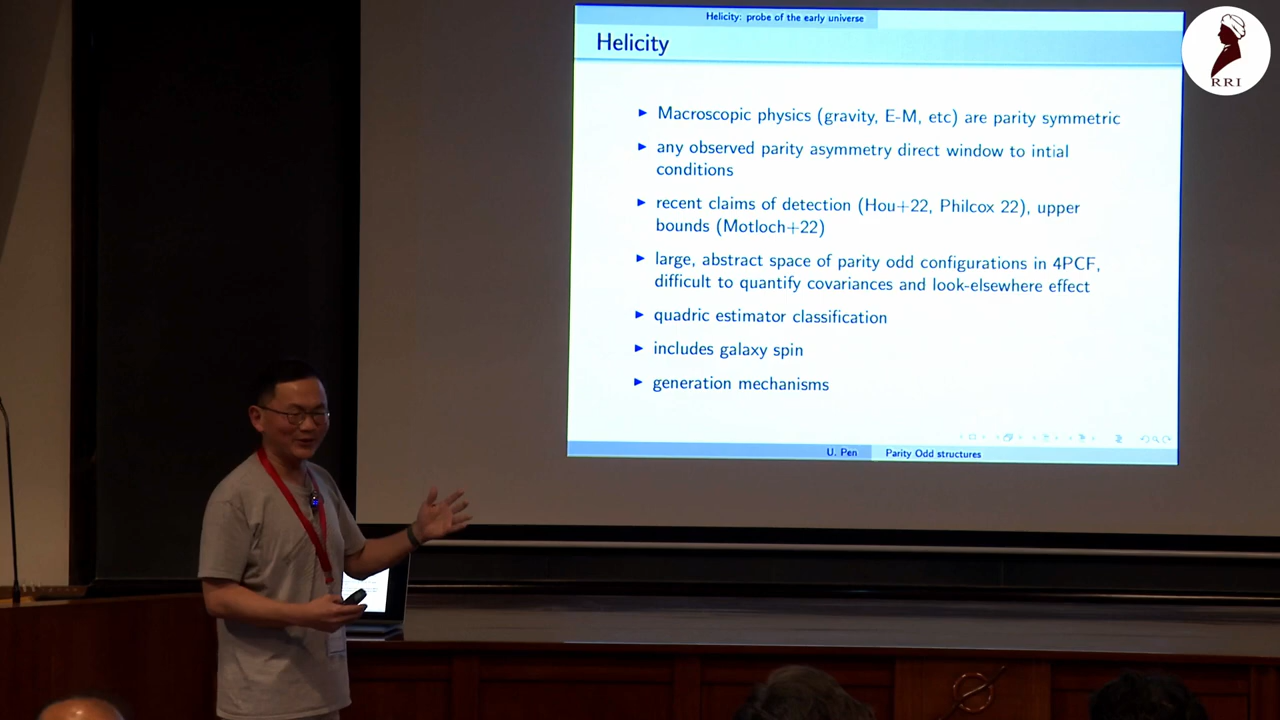 Helicity: probe of the early universe
Helicity
Macroscopic physics (gravity, E-M, etc) are parity symmetric
any observed parity asymmetry direct window to intial
conditions
recent claims of detection (Hou+22, Philcox 22), upper
bounds (Motloch+22)
large, abstract space of parity odd configurations in 4PCF,
difficult to quantify covariances and look-elsewhere effect
quadric estimator classification
includes galaxy spin
generation mechanisms
U. Pen Parity Odd structures
RRI